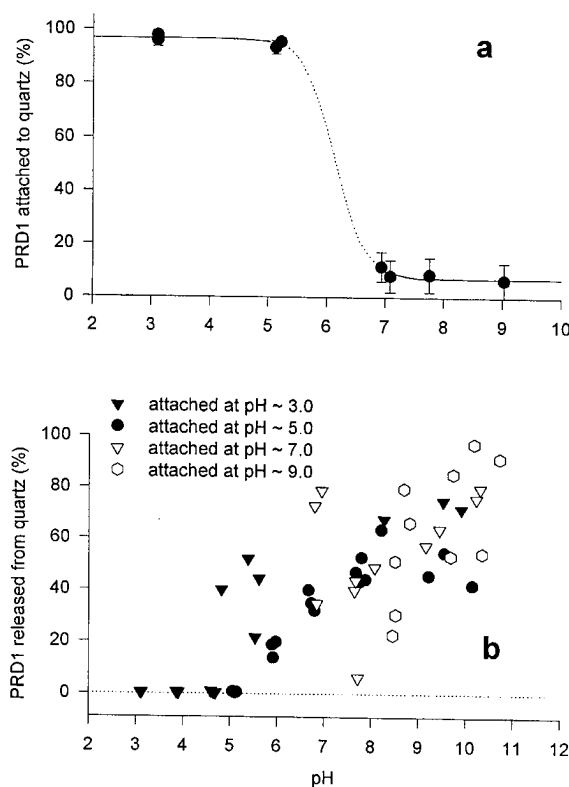 100
80
60
40
20
0
PRD1 attached to quartz (%)
a
2 3 4 5 6 7 8 9 10
▼ attached at pH ~ 3.0
● attached at pH ~ 5.0
▽ attached at pH ~ 7.0
○ attached at pH ~ 9.0
100
80
60
40
20
0
PRD1 released from quartz (%)
b
2 3 4 5 6 7 8 9 10 11 12
pH